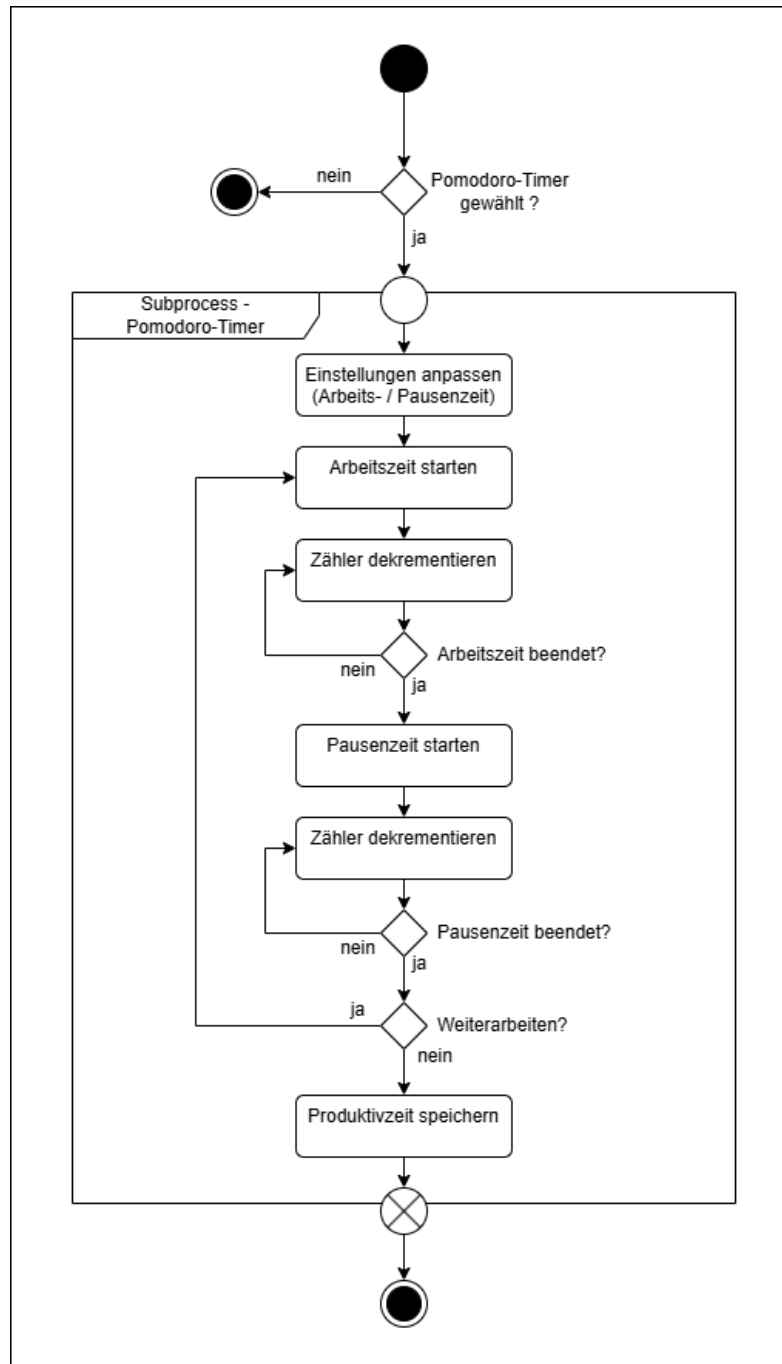 nein
Pomodoro-Timer
gewählt ?
ja
Subprocess -
Pomodoro-Timer
Einstellungen anpassen
(Arbeits- / Pausenzeit)
Arbeitszeit starten
Zähler dekrementieren
nein
Arbeitszeit beendet?
ja
Pausenzeit starten
Zähler dekrementieren
nein
Pausenzeit beendet?
ja
ja
Weiterarbeiten?
nein
Produktivzeit speichern